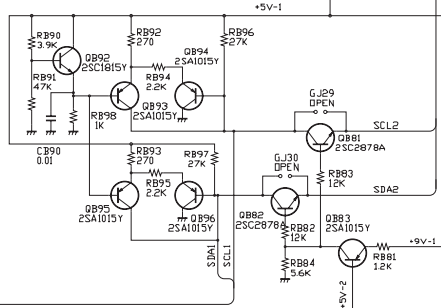 +5V-1
RB90
3.9K
RB92
270
QB94
2SA1015Y
RB96
27K
QB92
2SC1815Y
RB91
47K
RB94
2.2K
GJ29
OPEN
QB93
2SA1015Y
RB98
1K
SCL2
QB81
2SC2878A
CB90
0.01
RB93
270
RB97
27K
GJ30
OPEN
RB83
12K
RB95
2.2K
SDA2
QB95
2SA1015Y
QB96
2SA1015Y
QB82
2SC2878A
RB82
12K
QB83
2SA1015Y
+9V-1
SDA1
SCL1
RB84
5.6K
RB81
1.2K
+5V-2